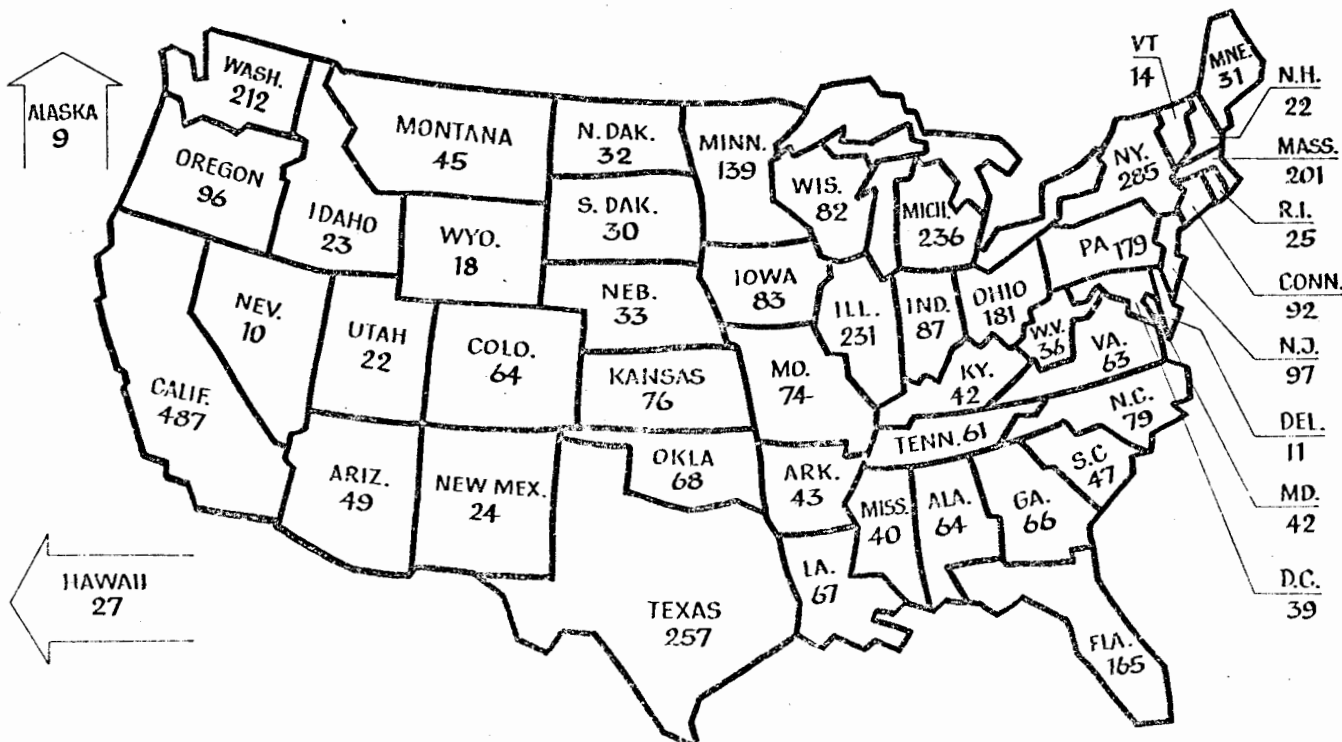 WASH.
212
ALASKA
9
OREGON
96
MONTANA
45
IDAHO
23
WYO.
18
N. DAK.
32
S. DAK.
30
MINN.
139
WIS.
82
MICH.
236
VT
14
MNE.
31
N.H.
22
NY.
285
MASS.
201
R.I.
25
CONN.
92
N.J.
97
DEL.
11
MD.
42
D.C.
39
PA 179
OHIO
181
IND.
87
ILL.
231
IOWA
83
NEB.
33
NEV.
10
UTAH
22
COLO.
64
KANSAS
76
MO.
74
KY.
42
W.V.
36
VA.
63
N.C.
79
TENN. 61
S.C
47
CALIF.
487
ARIZ.
49
NEW MEX.
24
OKLA
68
ARK.
43
MISS.
40
ALA.
64
GA.
66
HAWAII
27
TEXAS
257
LA.
67
FLA.
165